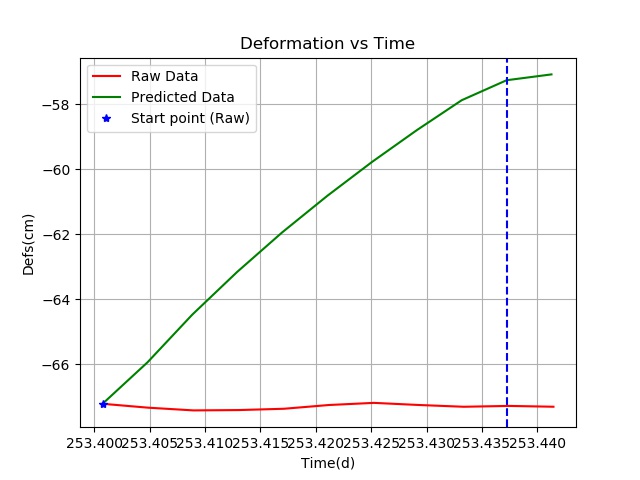 Deformation vs Time
Raw Data
Predicted Data
Start point (Raw)
−58
−60
−62
−64
−66
Defs(cm)
253.400 253.405 253.410 253.415 253.420 253.425 253.430 253.435 253.440
Time(d)